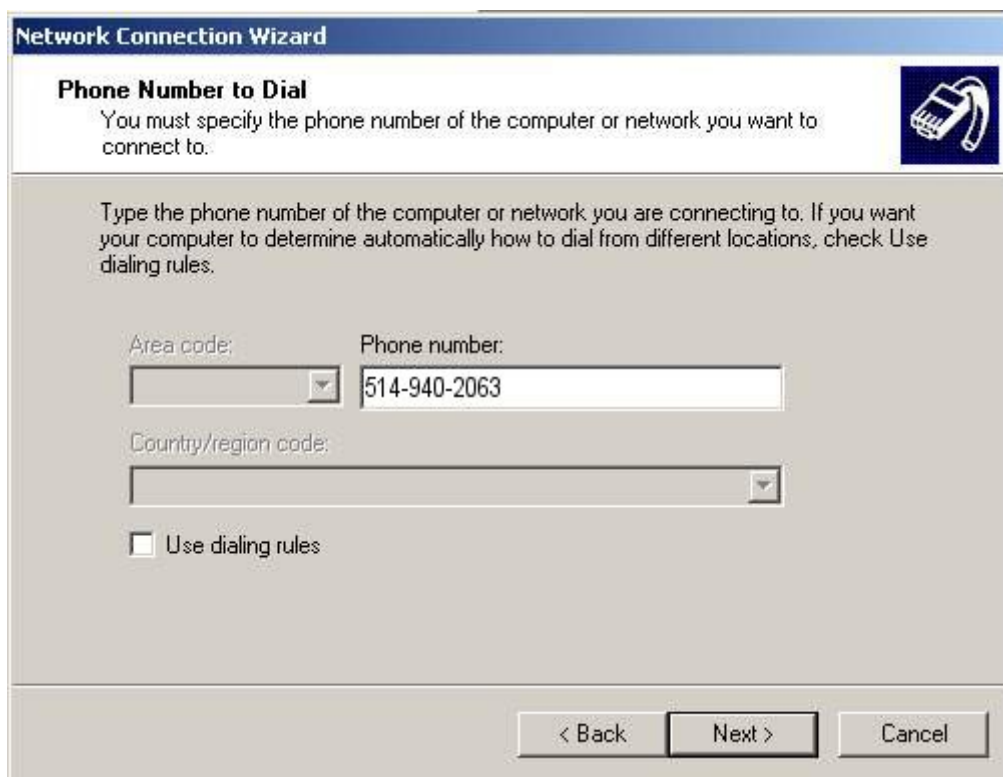 Network Connection Wizard
Phone Number to Dial
You must specify the phone number of the computer or network you want to
connect to.
Type the phone number of the computer or network you are connecting to. If you want
your computer to determine automatically how to dial from different locations, check Use
dialing rules.
Area code: Phone number:
514-940-2063
Country/region code:
Use dialing rules
< Back Next > Cancel